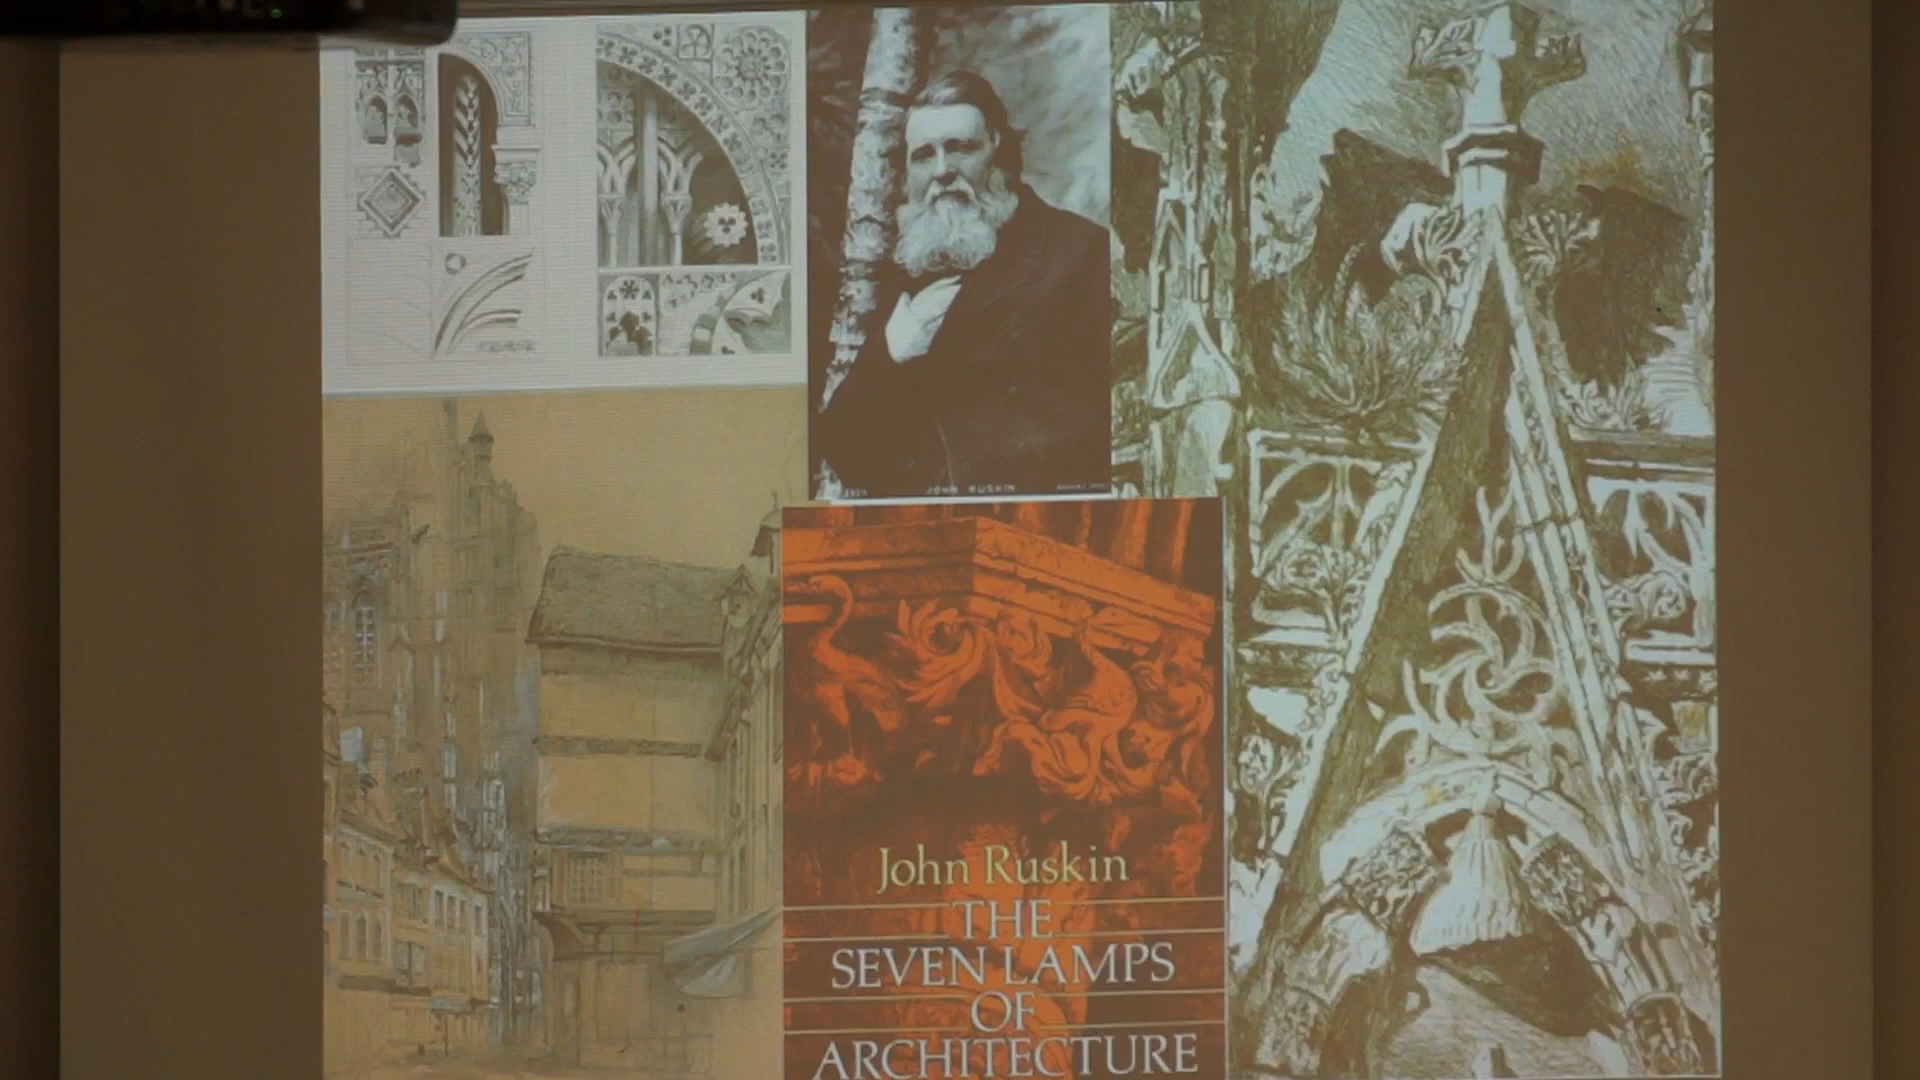 JOHN RUSKIN
John Ruskin
THE
SEVEN LAMPS
OF
ARCHITECTURE